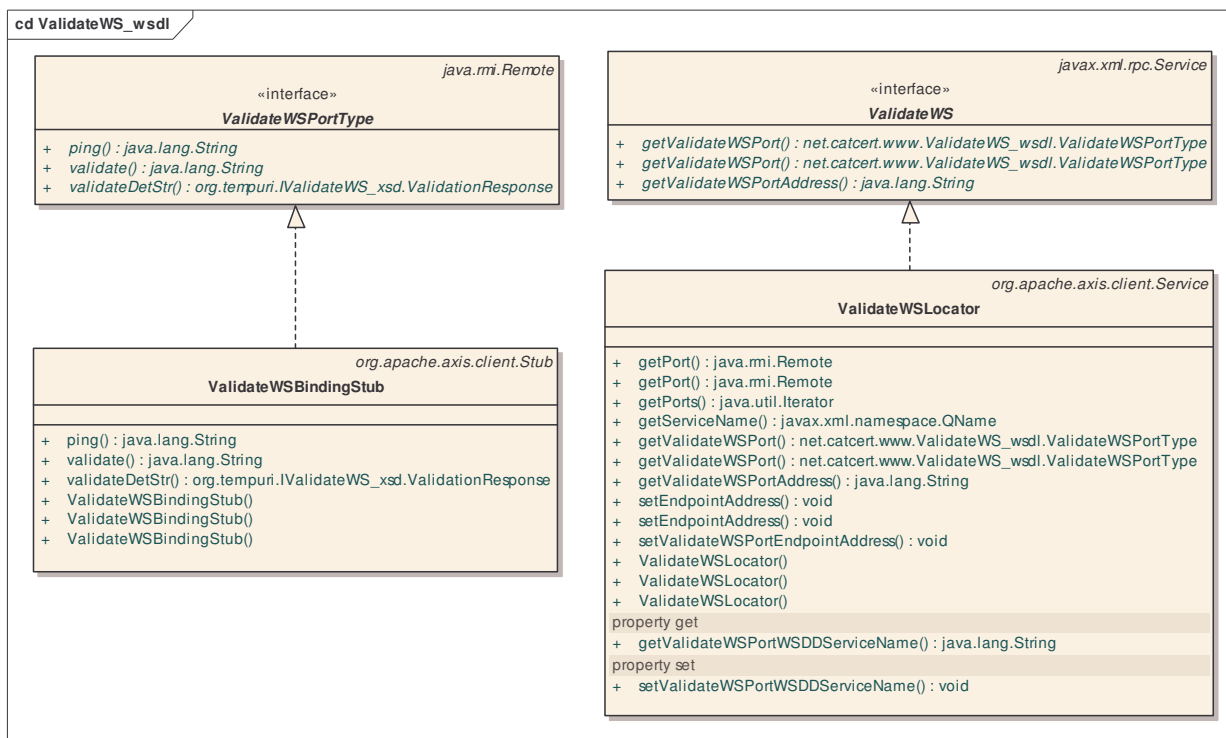 cd ValidateWS_wsdl
java.rmi.Remote
«interface»
ValidateWSPortType
+ ping() : java.lang.String
+ validate() : java.lang.String
+ validateDetStr() : org.tempuri.IValidateWS_xsd.ValidationResponse
javax.xml.rpc.Service
«interface»
ValidateWS
+ getValidateWSPort() : net.catcert.www.ValidateWS_wsdl.ValidateWSPortType
+ getValidateWSPort() : net.catcert.www.ValidateWS_wsdl.ValidateWSPortType
+ getValidateWSPortAddress() : java.lang.String
org.apache.axis.client.Stub
ValidateWSBindingStub
+ ping() : java.lang.String
+ validate() : java.lang.String
+ validateDetStr() : org.tempuri.IValidateWS_xsd.ValidationResponse
+ ValidateWSBindingStub()
+ ValidateWSBindingStub()
+ ValidateWSBindingStub()
org.apache.axis.client.Service
ValidateWSLocator
+ getPort() : java.rmi.Remote
+ getPort() : java.rmi.Remote
+ getPorts() : java.util.Iterator
+ getServiceName() : javax.xml.namespace.QName
+ getValidateWSPort() : net.catcert.www.ValidateWS_wsdl.ValidateWSPortType
+ getValidateWSPort() : net.catcert.www.ValidateWS_wsdl.ValidateWSPortType
+ getValidateWSPortAddress() : java.lang.String
+ setEndpointAddress() : void
+ setEndpointAddress() : void
+ setValidateWSPortEndpointAddress() : void
+ ValidateWSLocator()
+ ValidateWSLocator()
+ ValidateWSLocator()
property get
+ getValidateWSPortWSDDServiceName() : java.lang.String
property set
+ setValidateWSPortWSDDServiceName() : void